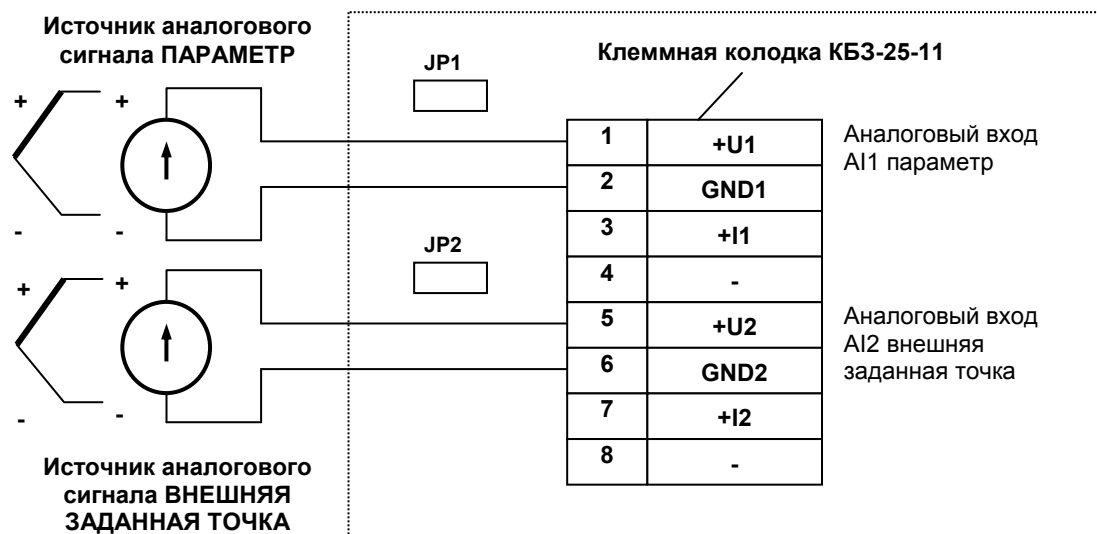 Источник аналогового
сигнала ПАРАМЕТР
+
+
-
-
JP1
Клеммная колодка КБЗ-25-11
1 +U1
2 GND1
3 +I1
4 -
5 +U2
6 GND2
7 +I2
8 -
Аналоговый вход
AI1 параметр
JP2
+
+
-
-
Аналоговый вход
AI2 внешняя
заданная точка
Источник аналогового
сигнала ВНЕШНЯЯ
ЗАДАННАЯ ТОЧКА